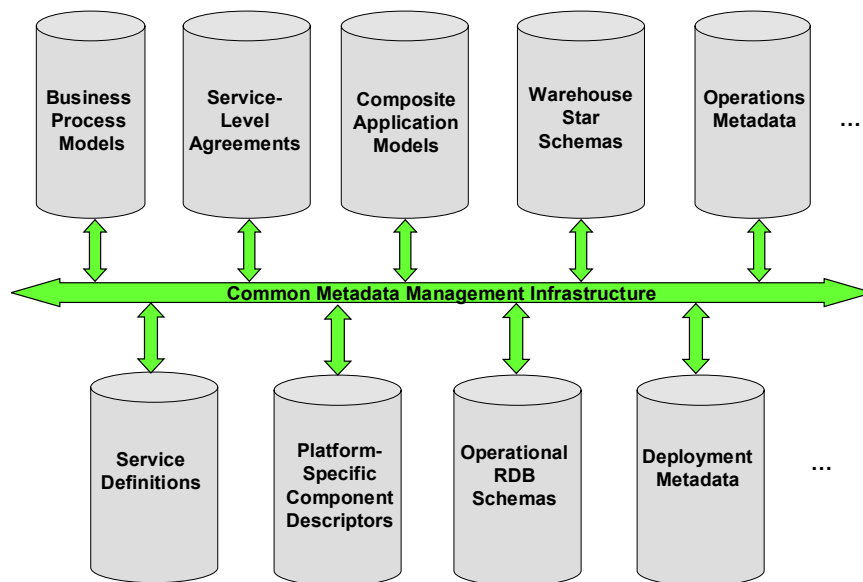 Business
Process
Models
Service-
Level
Agreements
Composite
Application
Models
Warehouse
Star
Schemas
Operations
Metadata
...
Common Metadata Management Infrastructure
Service
Definitions
Platform-
Specific
Component
Descriptors
Operational
RDB
Schemas
Deployment
Metadata
...